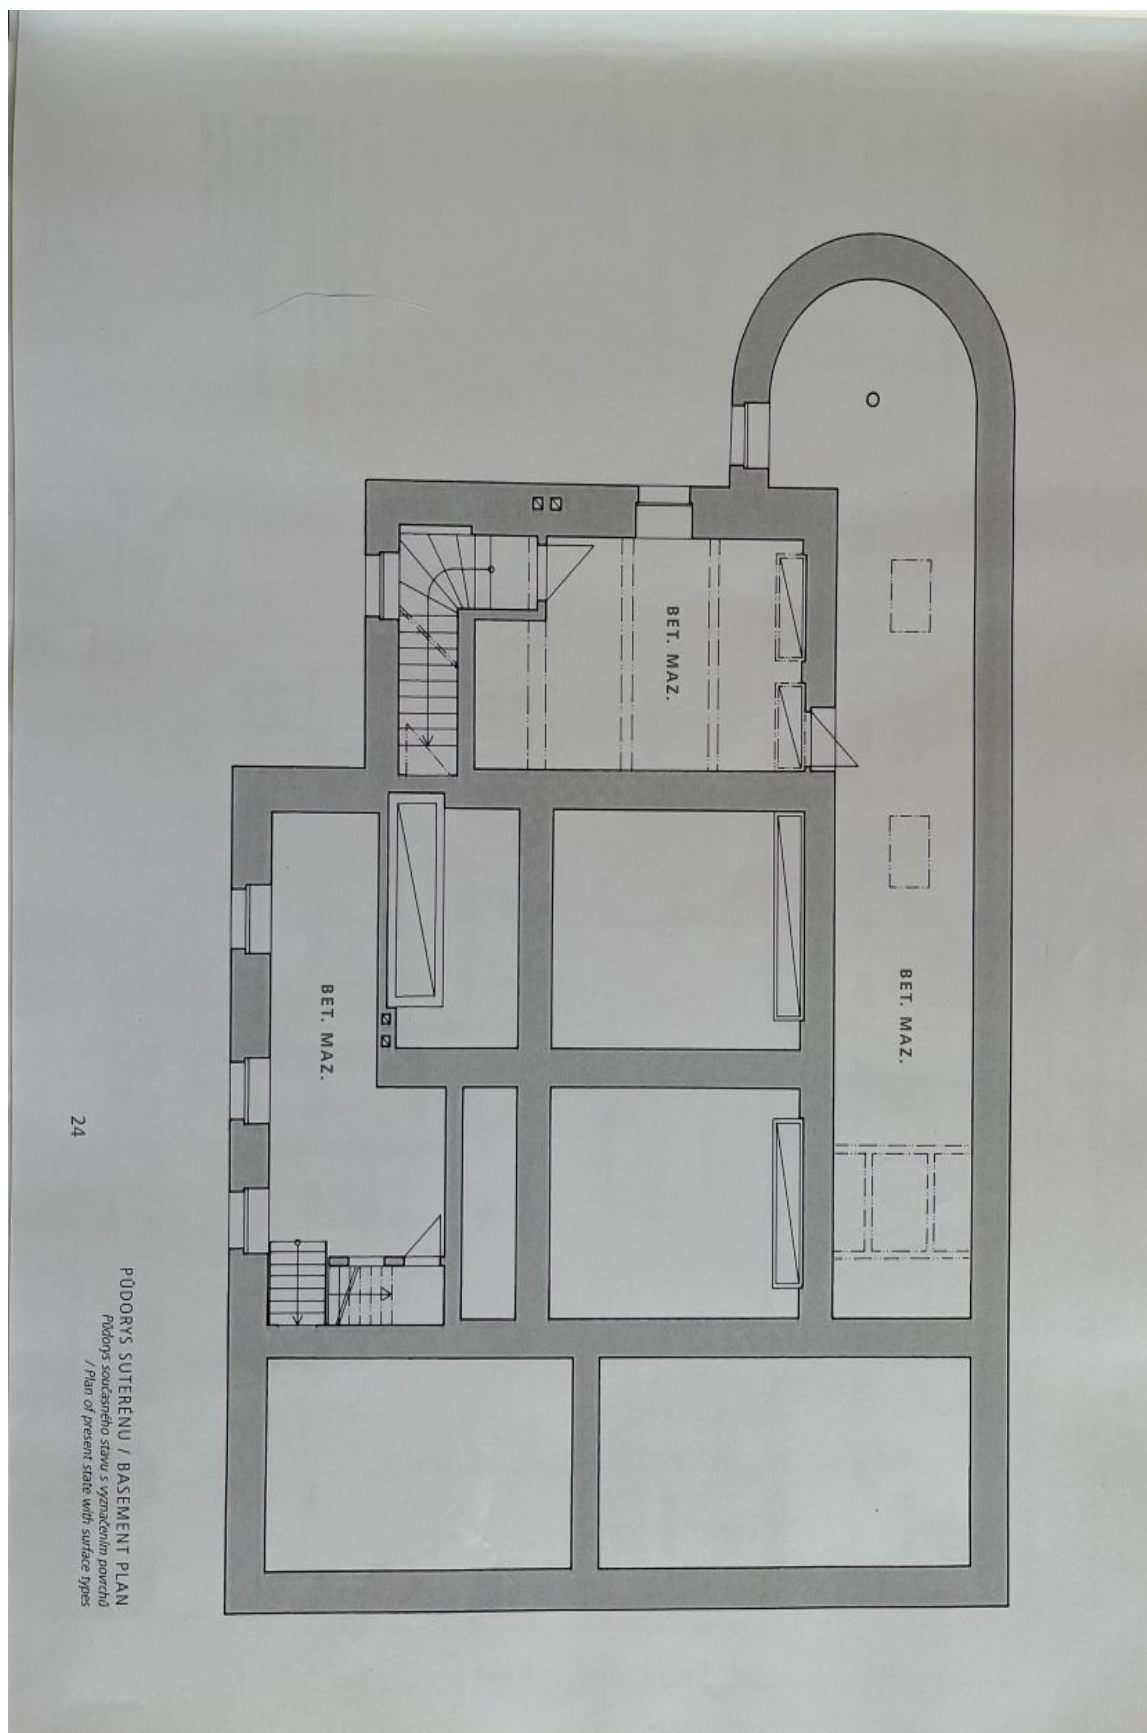 BET. MAZ.
BET. MAZ.
BET. MAZ.
24
PŮDORYS SUTERÉNU / BASEMENT PLAN
Půdorys současného stavu s vyznačením povrchů
/ Plan of present state with surface types